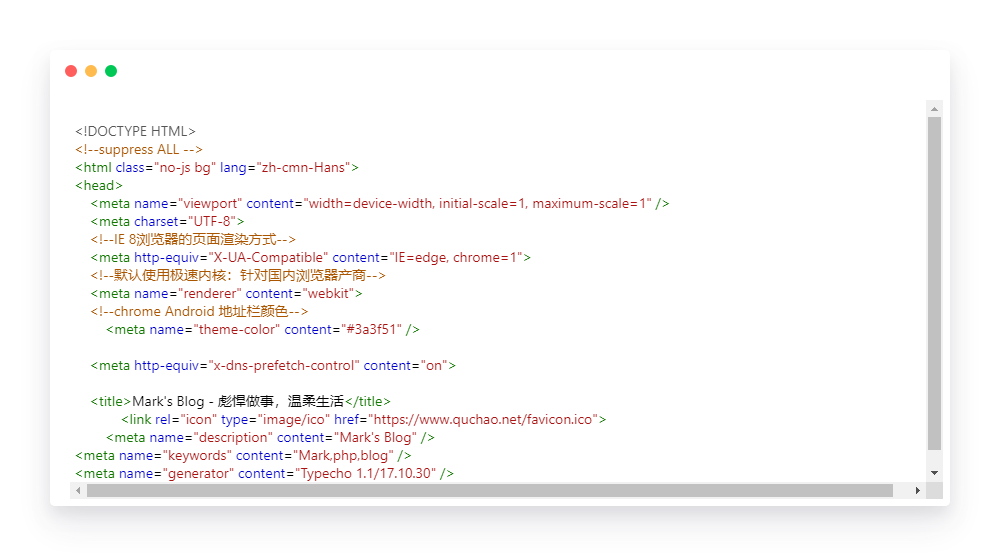 <!DOCTYPE HTML>
<!--suppress ALL -->
<html class="no-js bg" lang="zh-cmn-Hans">
<head>
<meta name="viewport" content="width=device-width, initial-scale=1, maximum-scale=1" />
<meta charset="UTF-8">
<!--IE 8浏览器的页面渲染方式-->
<meta http-equiv="X-UA-Compatible" content="IE=edge, chrome=1">
<!--默认使用极速内核：针对国内浏览器产商-->
<meta name="renderer" content="webkit">
<!--chrome Android 地址栏颜色-->
<meta name="theme-color" content="#3a3f51" />
<meta http-equiv="x-dns-prefetch-control" content="on">
<title>Mark's Blog - 彪悍做事，温柔生活</title>
<link rel="icon" type="image/ico" href="https://www.quchao.net/favicon.ico">
<meta name="description" content="Mark's Blog" />
<meta name="keywords" content="Mark,php,blog" />
<meta name="generator" content="Typecho 1.1/17.10.30" />